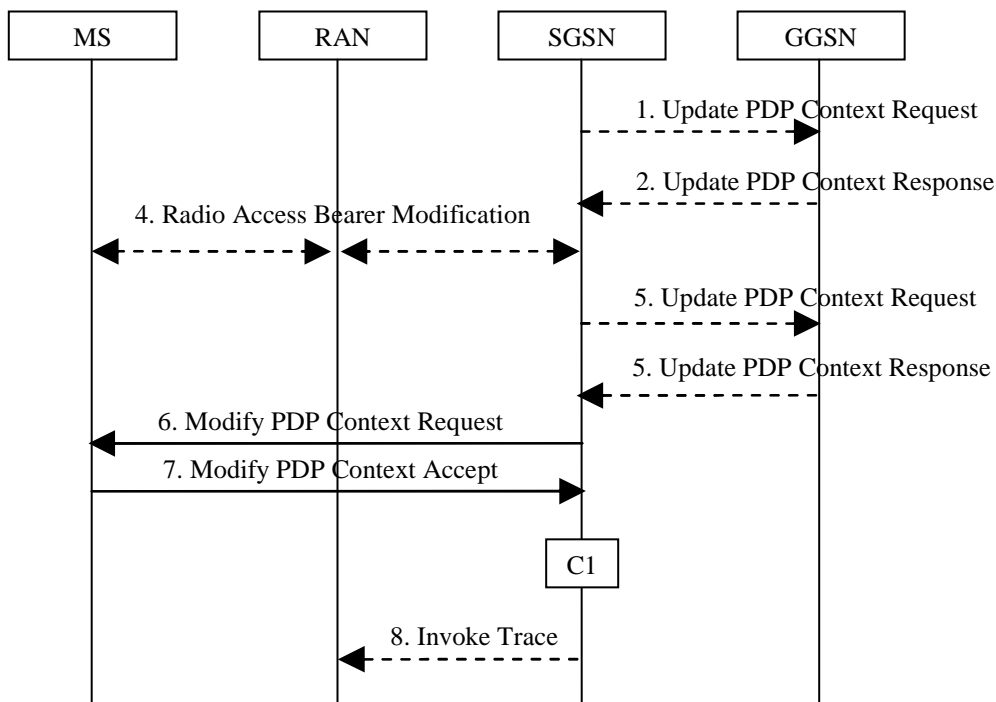 MS
RAN
SGSN
GGSN
1. Update PDP Context Request
2. Update PDP Context Response
4. Radio Access Bearer Modification
5. Update PDP Context Request
5. Update PDP Context Response
6. Modify PDP Context Request
7. Modify PDP Context Accept
C1
8. Invoke Trace